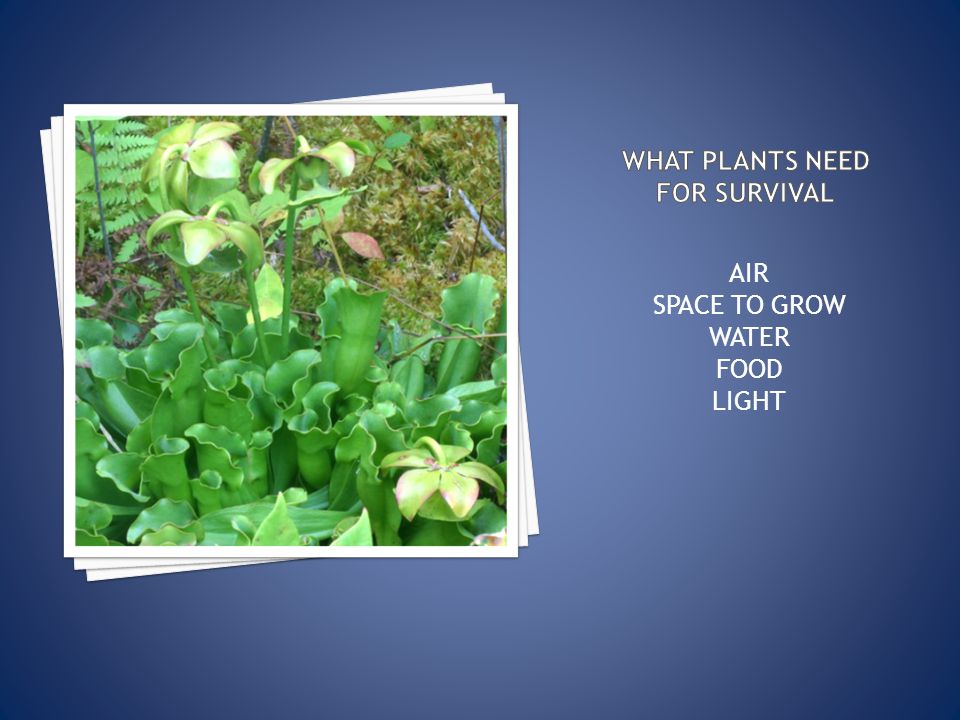 WHAT PLANTS NEED
FOR SURVIVAL
AIR
SPACE TO GROW
WATER
FOOD
LIGHT